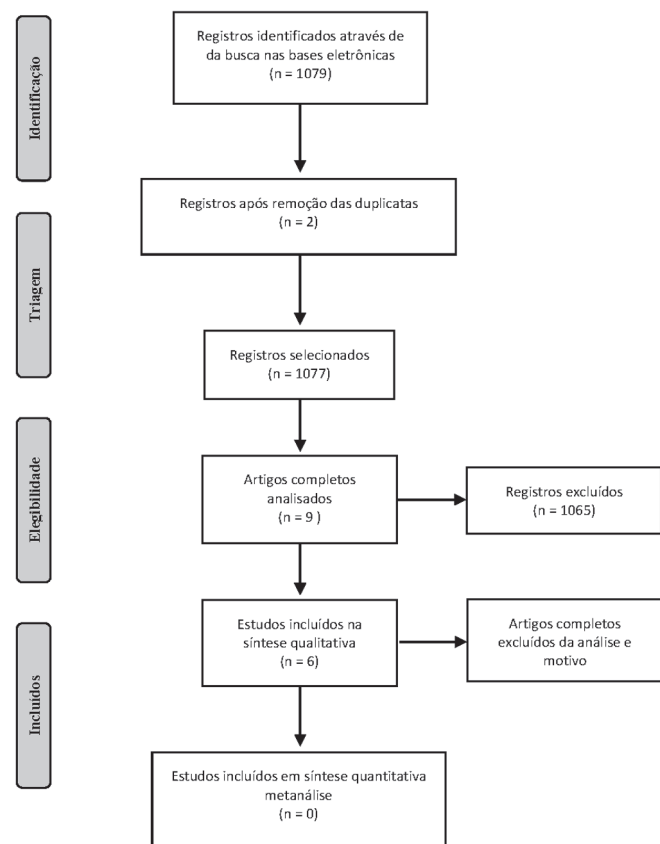 Identificação
Registros identificados através de
da busca nas bases eletrônicas
(n = 1079)
Registros após remoção das duplicatas
(n = 2)
Triagem
Registros selecionados
(n = 1077)
Elegibilidade
Artigos completos
analisados
(n = 9 )
Registros excluídos
(n = 1065)
Incluídos
Estudos incluídos na
síntese qualitativa
(n = 6)
Artigos completos
excluídos da análise e
motivo
Estudos incluídos em síntese quantitativa
metanálise
(n = 0)